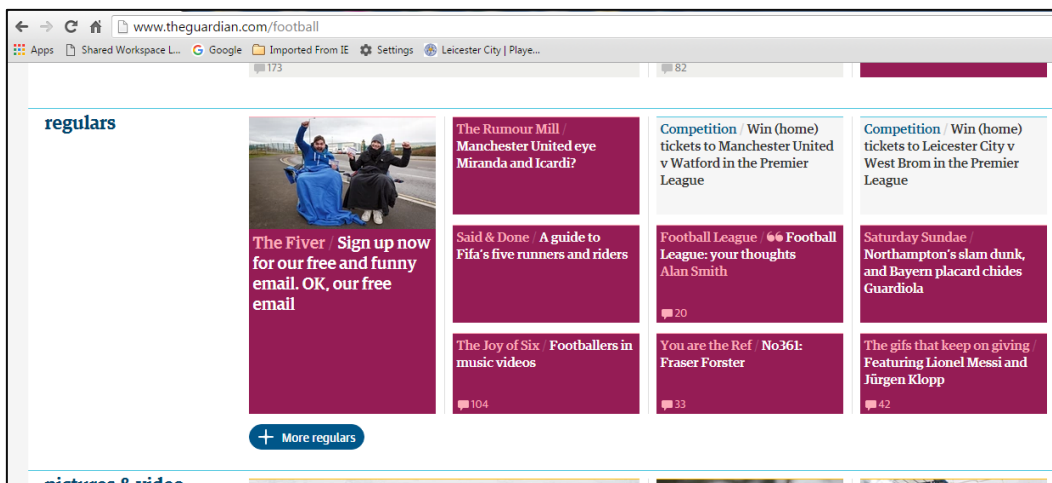 www.theguardian.com/football
Apps
Shared Workspace L...
Google
Imported From IE
Settings
Leicester City | Playe...
173
82
regulars
The Fiver / Sign up now
for our free and funny
email. OK, our free
email
The Rumour Mill /
Manchester United eye
Miranda and Icardi?
Competition / Win (home)
tickets to Manchester United
v Watford in the Premier
League
Competition / Win (home)
tickets to Leicester City v
West Brom in the Premier
League
Said & Done / A guide to
Fifa's five runners and riders
Football League / Football
League: your thoughts
Alan Smith
20
Saturday Sundae /
Northampton's slam dunk,
and Bayern placard chides
Guardiola
The Joy of Six / Footballers in
music videos
104
You are the Ref / No361:
Fraser Forster
33
The gifs that keep on giving /
Featuring Lionel Messi and
Jürgen Klopp
42
More regulars
pictures & video